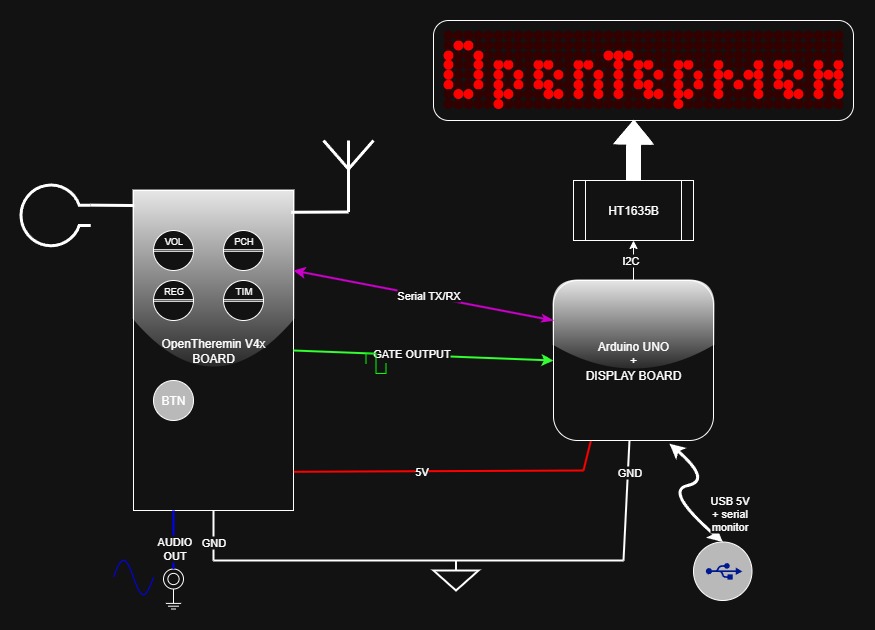 OpenТермен
HT1635B
I2C
VOL
PCH
REG
TIM
OpenTheremin V4x
BOARD
BTN
Serial TX/RX
GATE OUTPUT
Arduino UNO
+
DISPLAY BOARD
5V
GND
USB 5V
+ serial
monitor
AUDIO
OUT
GND